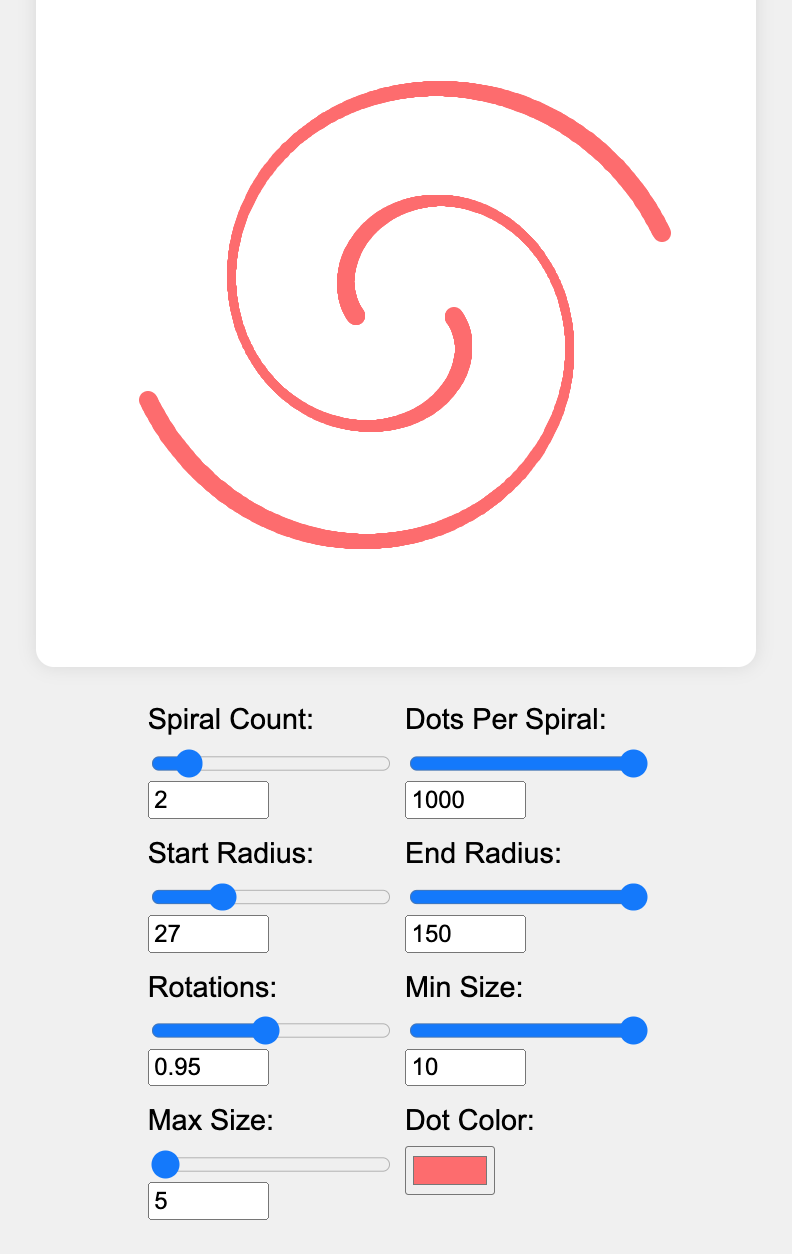 Spiral Count: Dots Per Spiral:
2 1000
Start Radius: End Radius:
27 150
Rotations: Min Size:
0.95 10
Max Size: Dot Color:
5